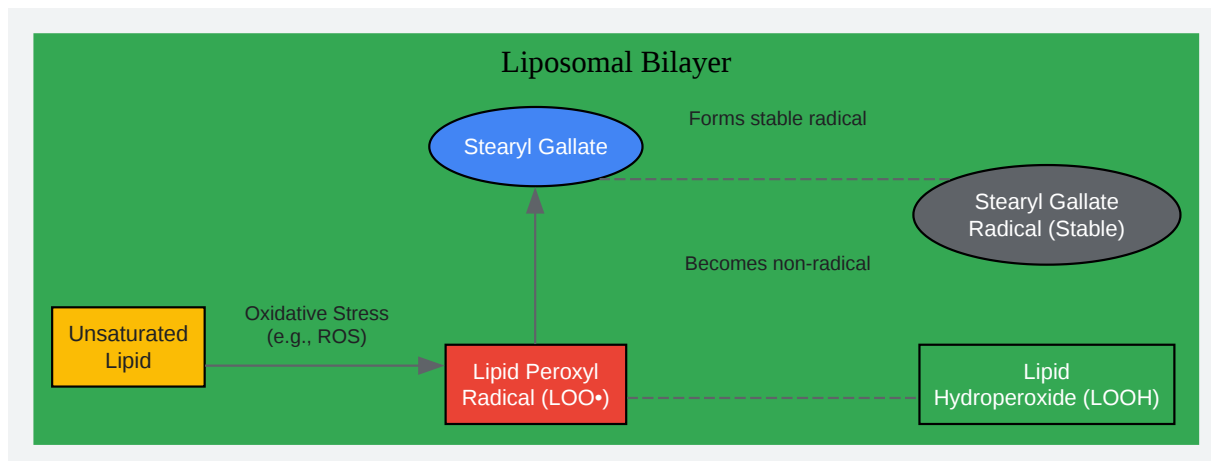 Liposomal Bilayer
Stearyl Gallate
Forms stable radical
Stearyl Gallate
Radical (Stable)
Becomes non-radical
Unsaturated
Lipid
Oxidative Stress
(e.g., ROS)
Lipid Peroxyl
Radical (LOO•)
Lipid
Hydroperoxide (LOOH)